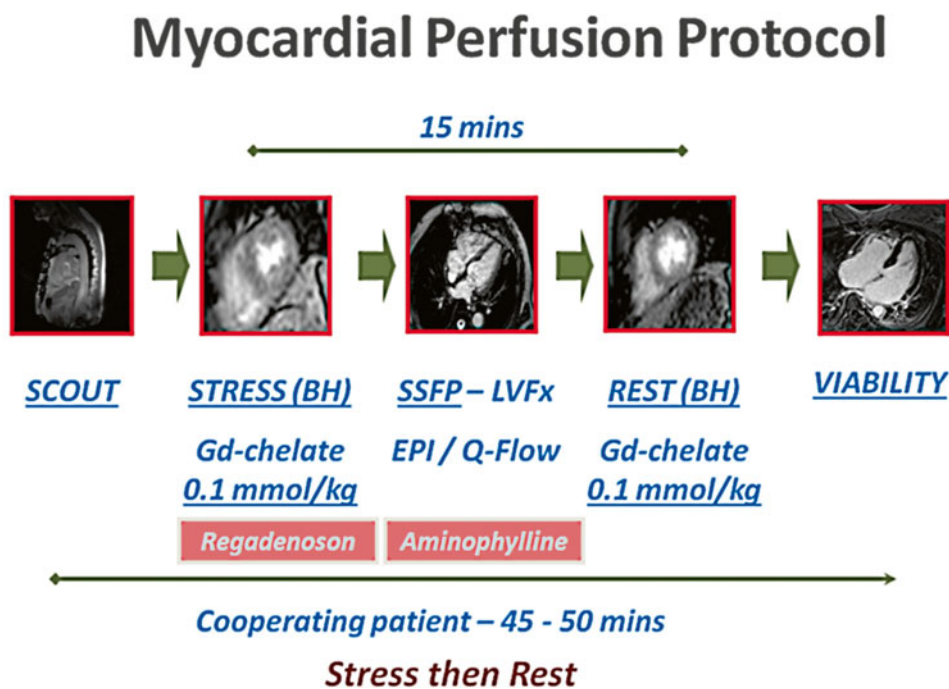 Myocardial Perfusion Protocol
15 mins
SCOUT
STRESS (BH)
SSFP – LVFx
REST (BH)
VIABILITY
Gd-chelate
0.1 mmol/kg
EPI / Q-Flow
Gd-chelate
0.1 mmol/kg
Regadenoson
Aminophylline
Cooperating patient – 45 - 50 mins
Stress then Rest